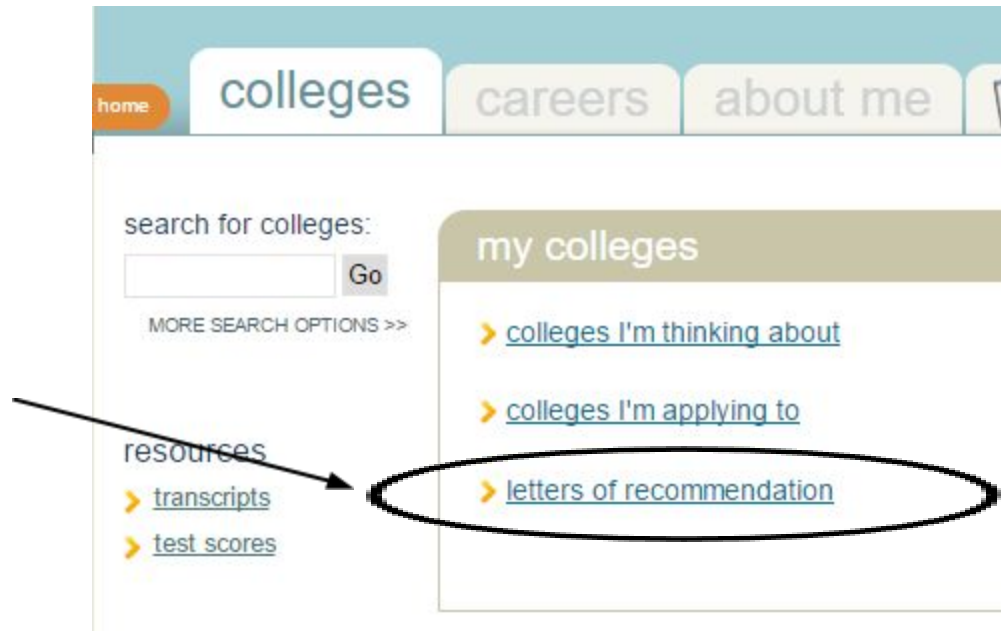 home
colleges
careers
about me
search for colleges:
Go
MORE SEARCH OPTIONS >>
resources
transcripts
test scores
my colleges
colleges I'm thinking about
colleges I'm applying to
letters of recommendation